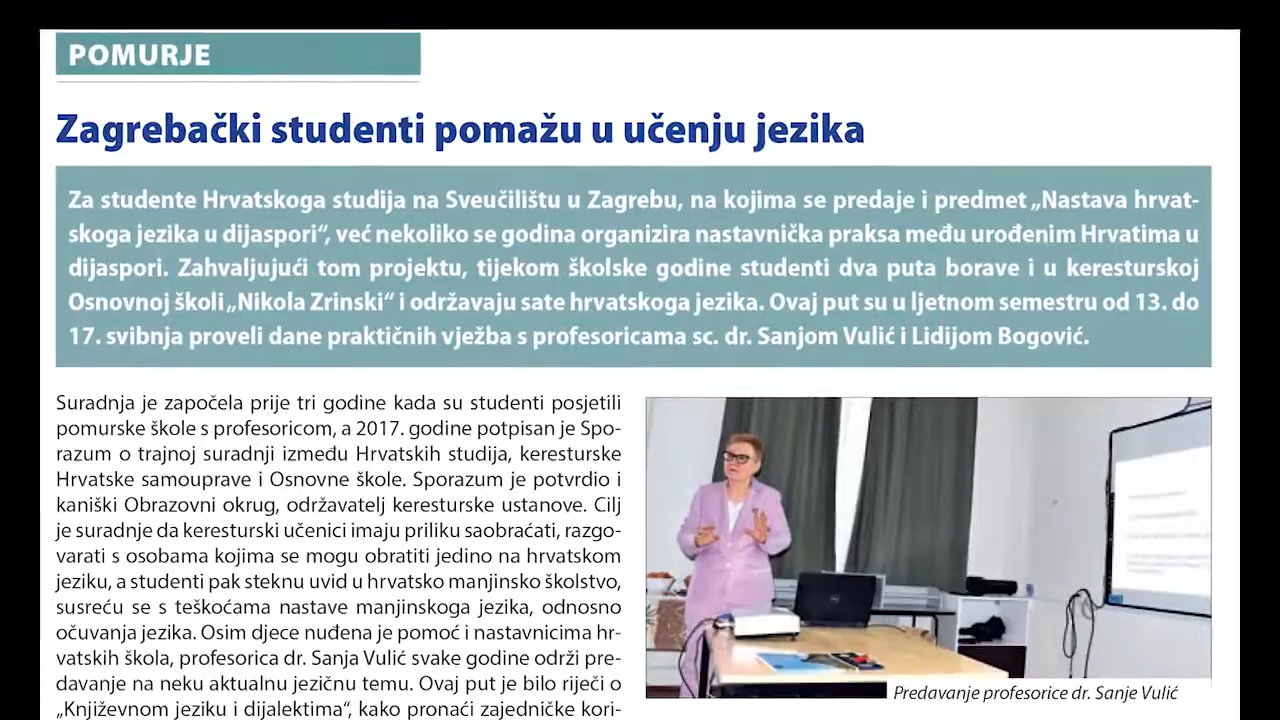 POMURJE
Zagrebački studenti pomažu u učenju jezika
Za studente Hrvatskoga studija na Sveučilištu u Zagrebu, na kojima se predaje i predmet „Nastava hrvat-
skoga jezika u dijaspori“, već nekoliko se godina organizira nastavnička praksa među urođenim Hrvatima u
dijaspori. Zahvaljujući tom projektu, tijekom školske godine studenti dva puta borave i u keresturskoj
Osnovnoj školi „Nikola Zrinski“ i održavaju sate hrvatskoga jezika. Ovaj put su u ljetnom semestru od 13. do
17. svibnja proveli dane praktičnih vježba s profesoricama sc. dr. Sanjom Vulić i Lidijom Bogović.
Suradnja je započela prije tri godine kada su studenti posjetili
pomurske škole s profesoricom, a 2017. godine potpisan je Spo-
razum o trajnoj suradnji između Hrvatskih studija, keresturske
Hrvatske samouprave i Osnovne škole. Sporazum je potvrdio i
kaniški Obrazovni okrug, održavatelj keresturske ustanove. Cilj
je suradnje da keresturski učenici imaju priliku saobraćati, razgo-
varati s osobama kojima se mogu obratiti jedino na hrvatskom
jeziku, a studenti pak steknu uvid u hrvatsko manjinsko školstvo,
susreću se s teškoćama nastave manjinskoga jezika, odnosno
očuvanja jezika. Osim djece nuđena je pomoć i nastavnicima hr-
vatskih škola, profesorica dr. Sanja Vulić svake godine održi pre-
davanje na neku aktualnu jezičnu temu. Ovaj put je bilo riječi o
„Književnom jeziku i dijalektima“, kako pronaći zajedničke kori-
Predavanje profesorice dr. Sanje Vulić